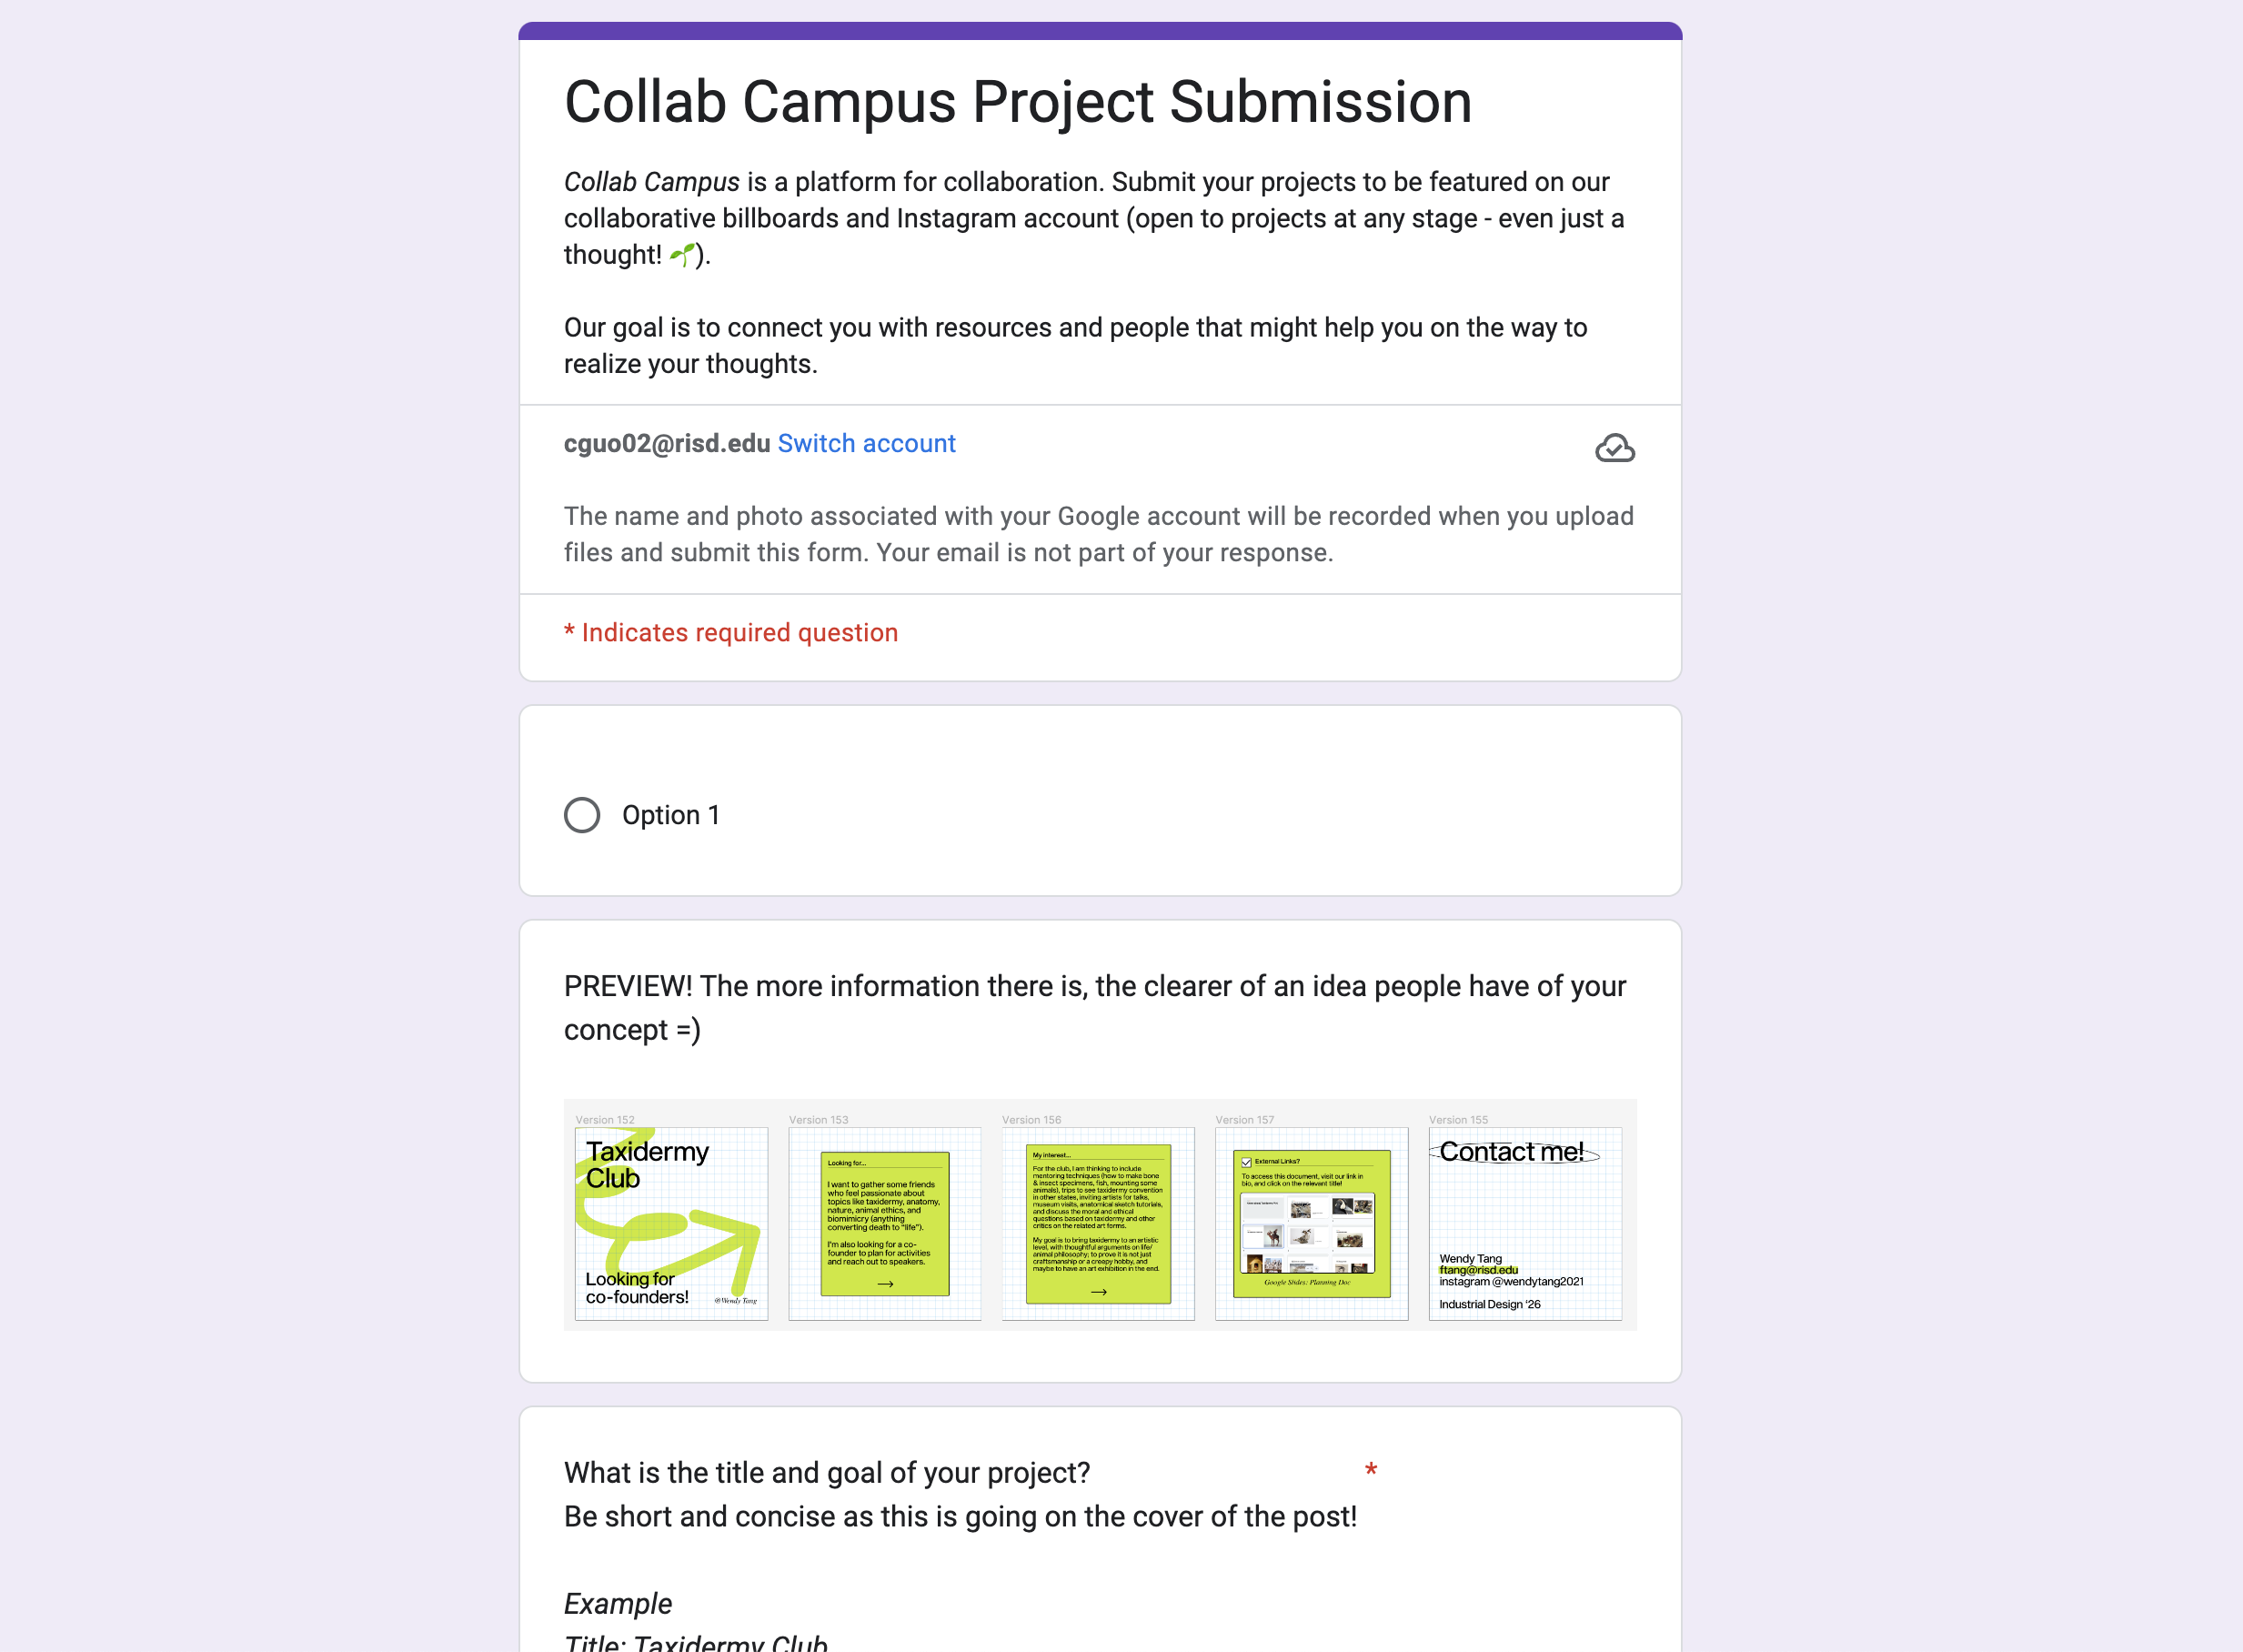 Collab Campus Project Submission
Collab Campus is a platform for collaboration. Submit your projects to be featured on our
collaborative billboards and Instagram account (open to projects at any stage - even just a
thought! 🌱).
Our goal is to connect you with resources and people that might help you on the way to
realize your thoughts.
cguo02@risd.edu Switch account
The name and photo associated with your Google account will be recorded when you upload
files and submit this form. Your email is not part of your response.
* Indicates required question
Option 1
PREVIEW! The more information there is, the clearer of an idea people have of your
concept =)
Version 152
Taxidermy
Club
Looking for
co-founders!
@Wendy Tang
Version 153
Looking for...
I want to gather some friends
who feel passionate about
topics like taxidermy, anatomy,
nature, animal ethics, and
biomimicry (anything
converting death to "life").
I'm also looking for a co-
founder to plan for activities
and reach out to speakers.
→
Version 156
My interest...
For the club, I am thinking to include
mentoring techniques (how to make bone
& insect specimens, fish, mounting some
animals), trips to see taxidermy convention
in other states, inviting artists for talks,
museum visits, anatomical sketch tutorials,
and discuss the moral and ethical
questions based on taxidermy and other
critics on the related art forms.
My goal is to bring taxidermy to an artistic
level, with thoughtful arguments on life/
animal philosophy; to prove it is not just
craftsmanship or a creepy hobby, and
maybe to have an art exhibition in the end.
→
Version 157
External Links?
To access this document, visit our link in
bio, and click on the relevant title!
Google Slides: Planning Doc
Version 155
Contact me!
Wendy Tang
ftang@risd.edu
instagram @wendytang2021
Industrial Design '26
What is the title and goal of your project? *
Be short and concise as this is going on the cover of the post!
Example
Title: Taxidermy Club